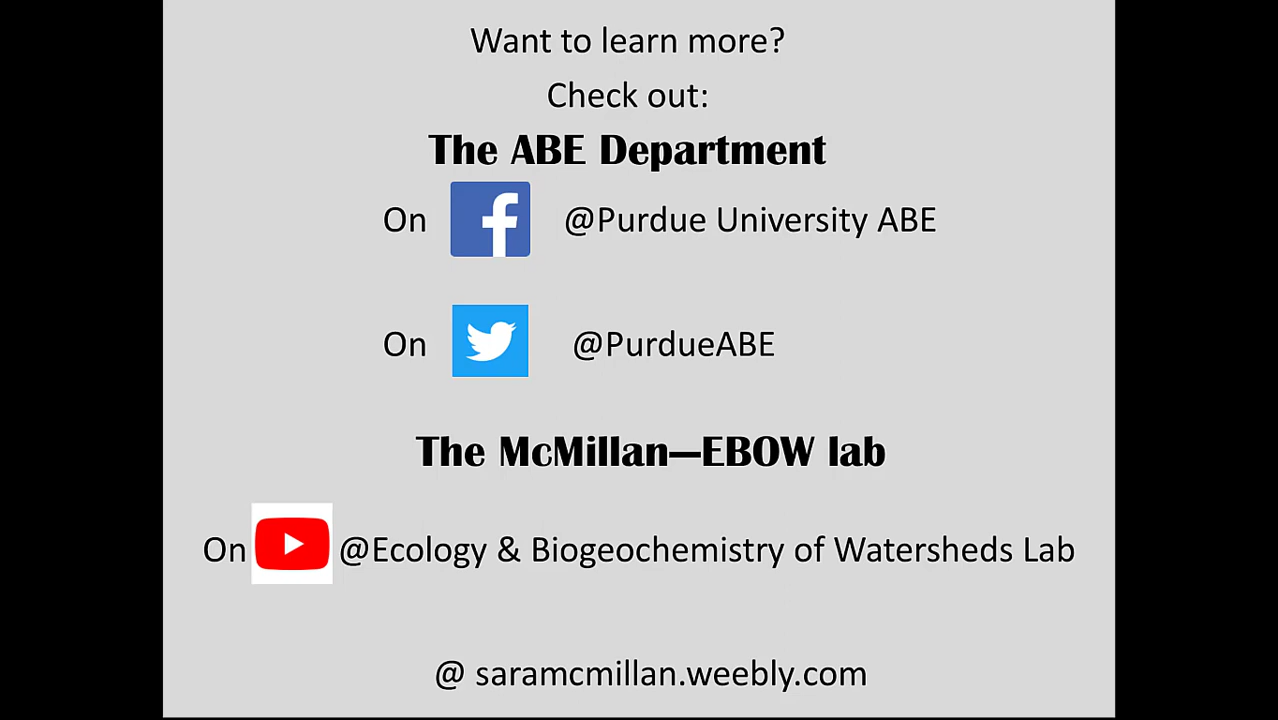 Want to learn more?
Check out:
The ABE Department
On @Purdue University ABE
On @PurdueABE
The McMillan—EBOW lab
On @Ecology & Biogeochemistry of Watersheds Lab
@ saramcmillan.weebly.com